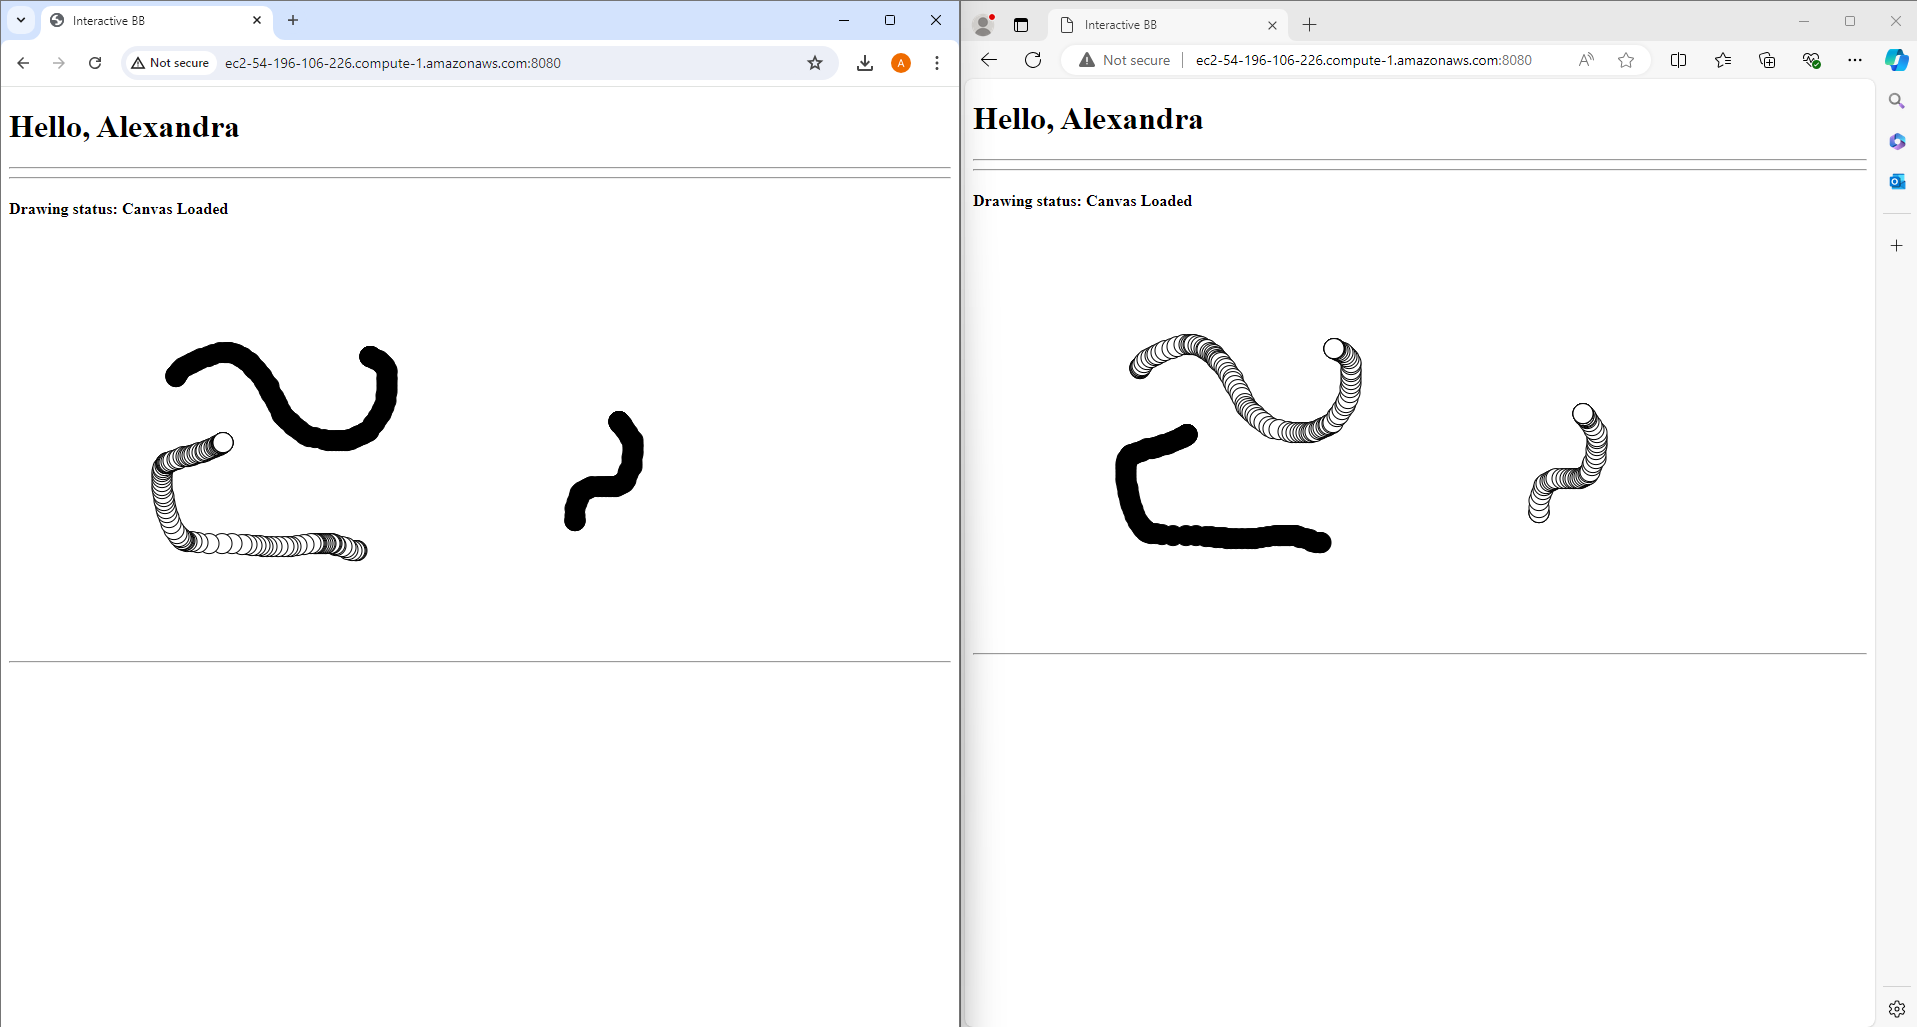 Interactive BB
Not secure
ec2-54-196-106-226.compute-1.amazonaws.com:8080
A
Hello, Alexandra
Drawing status: Canvas Loaded
Interactive BB
Not secure
ec2-54-196-106-226.compute-1.amazonaws.com:8080
A
Hello, Alexandra
Drawing status: Canvas Loaded